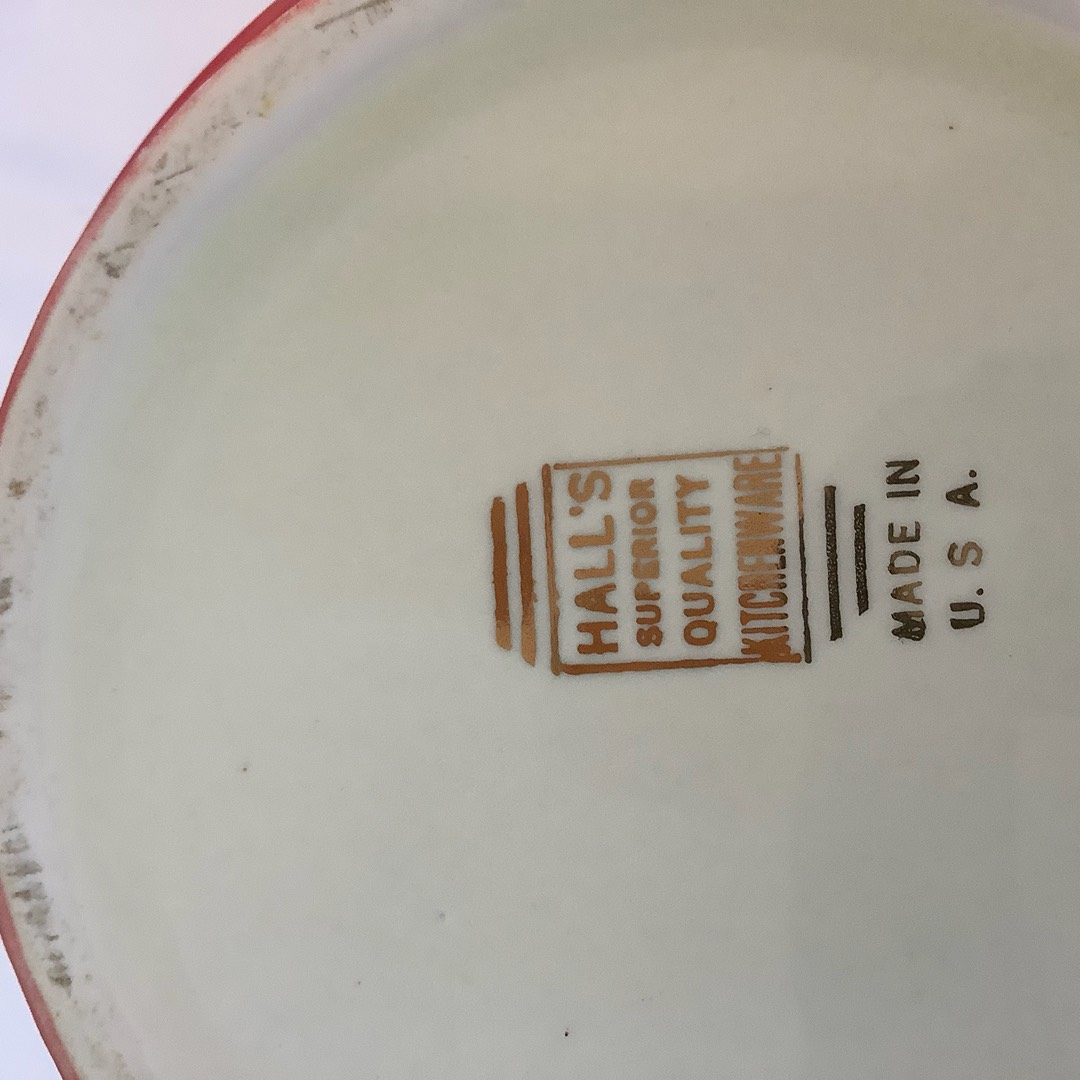 HALL'S
SUPERIOR
QUALITY
KITCHENWARE
MADE IN
U. S A.